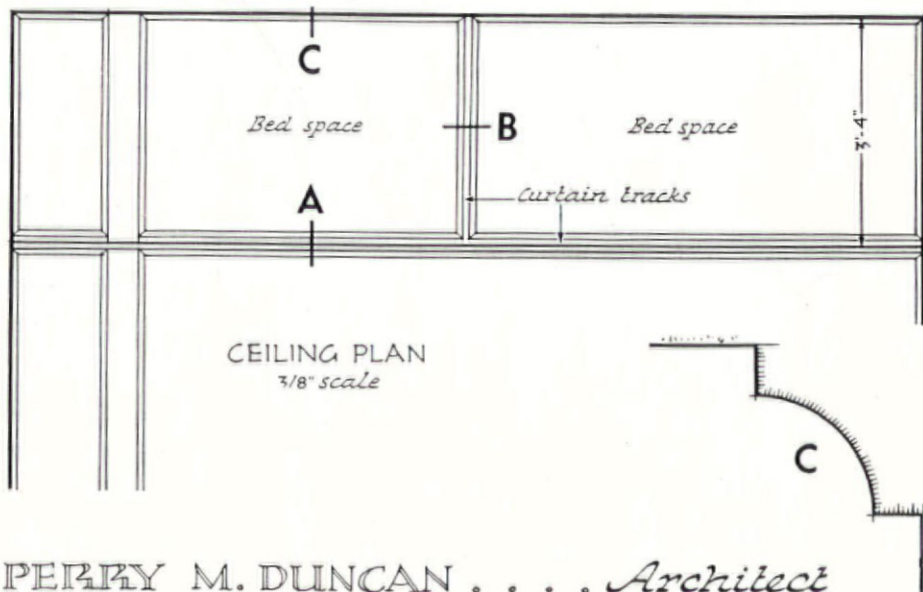 C
Bed space
B
Bed space
3'-4"
A
Curtain tracks
CEILING PLAN
3/8" scale
C
PERRY M. DUNCAN . . . . Architect